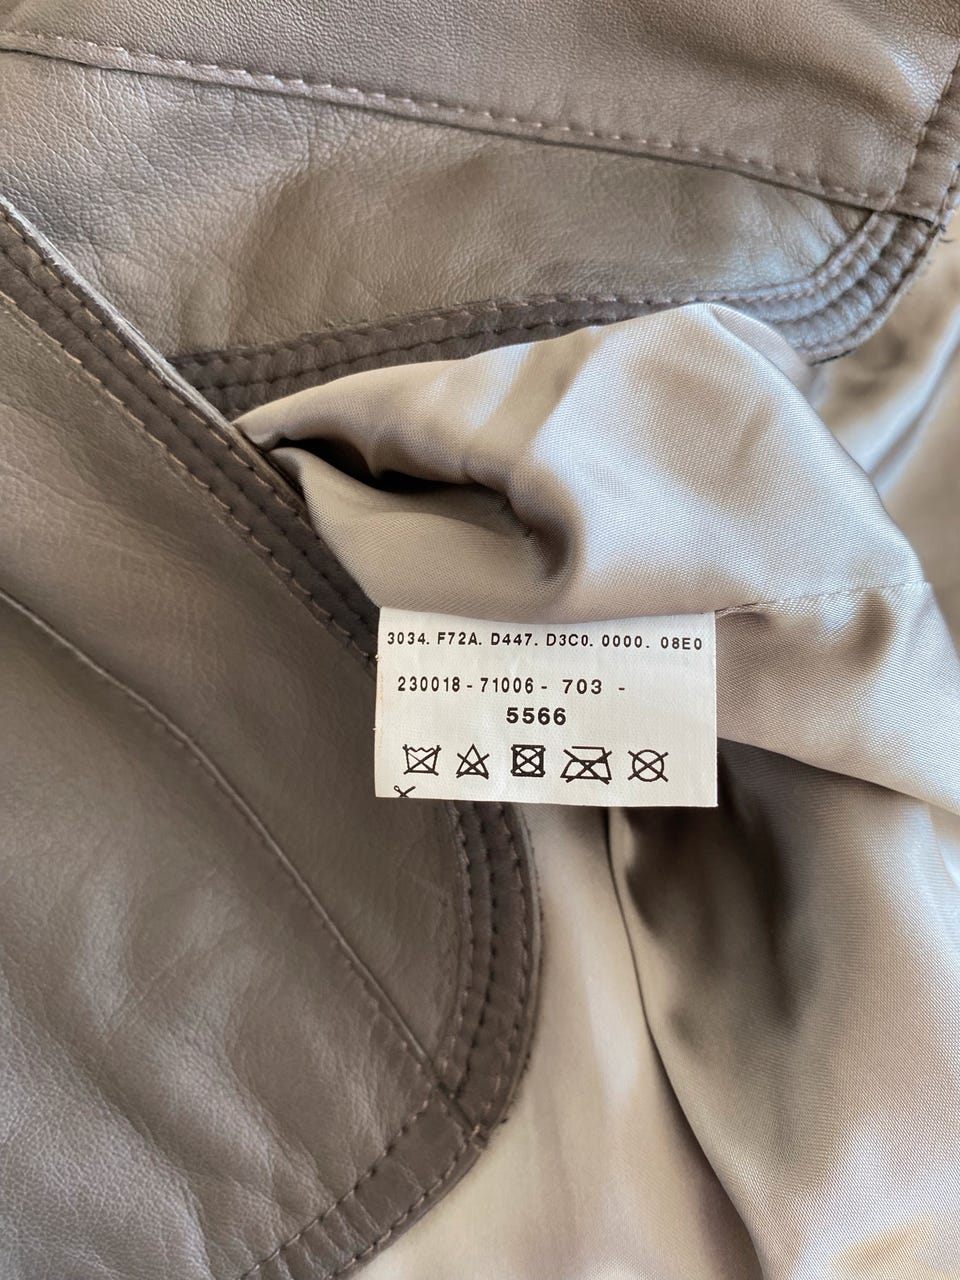 3034. F72A. D447. D3C0. 0000. 08E0
230018 - 71006 - 703 -
5566